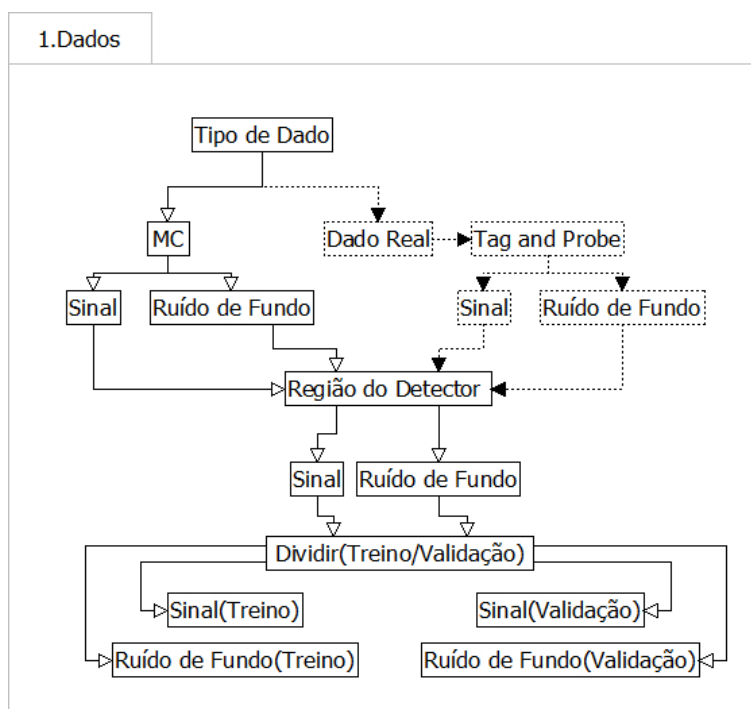 1.Dados
Tipo de Dado
MC
Dado Real
Tag and Probe
Sinal
Ruído de Fundo
Sinal
Ruído de Fundo
Região do Detector
Sinal
Ruído de Fundo
Dividir(Treino/Validação)
Sinal(Treino)
Sinal(Validação)
Ruído de Fundo(Treino)
Ruído de Fundo(Validação)